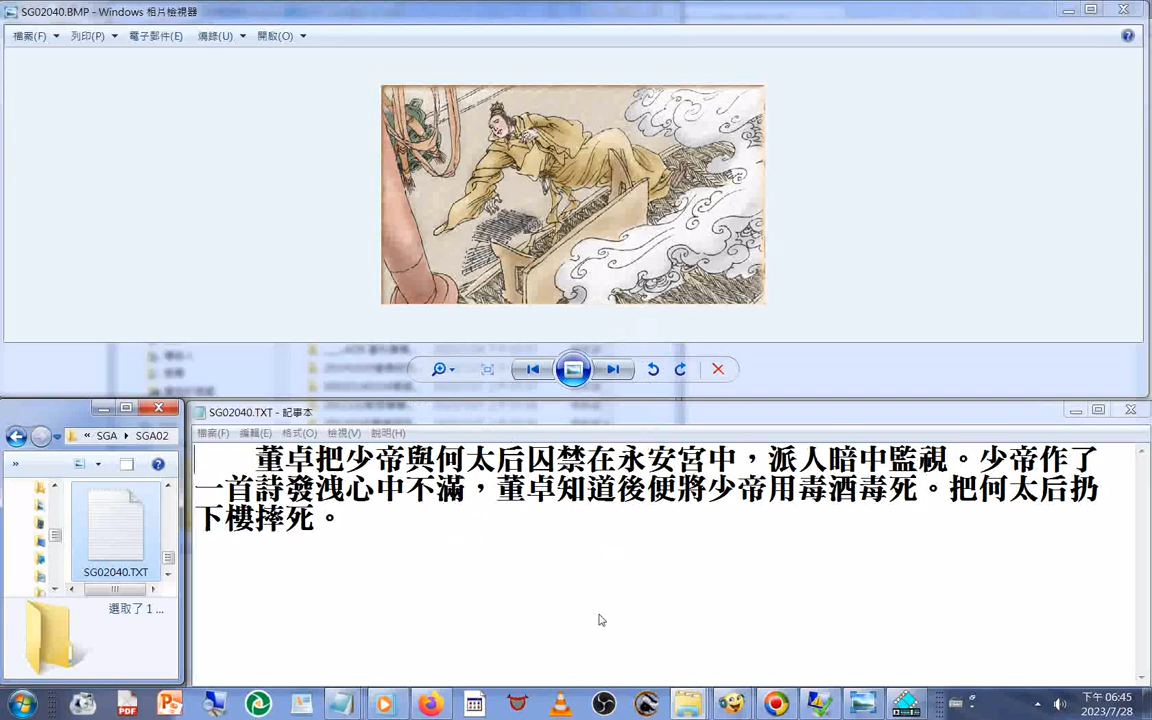 SG02040.BMP - Windows 相片檢視器
檔案(F) 列印(P) 電子郵件(E) 燒錄(U) 開啟(O)
SG02040.TXT - 記事本
« SGA ▸ SGA02
檔案(F) 編輯(E) 格式(O) 檢視(V) 說明(H)
»
董卓把少帝與何太后囚禁在永安宮中，派人暗中監視。少帝作了
一首詩發洩心中不滿，董卓知道後便將少帝用毒酒毒死。把何太后扔
下樓摔死。
SG02040.TXT
選取了 1 ...
PDF
下午 06:45
2023/7/28